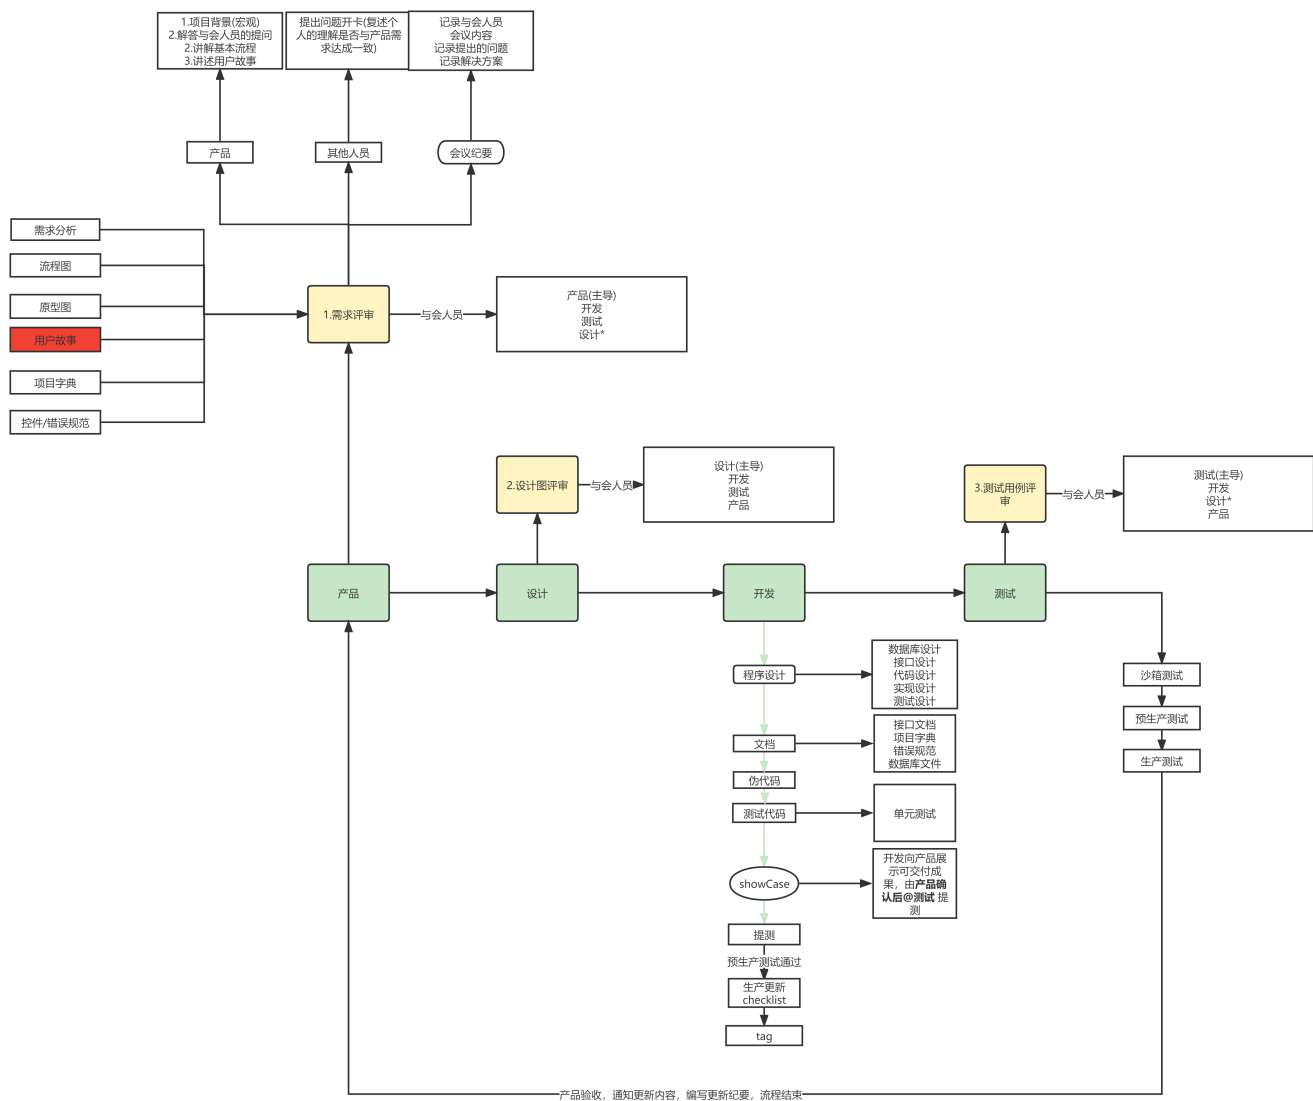 1.项目背景(宏观)
2.解答与会人员的提问
2.讲解基本流程
3.讲述用户故事
提出问题开卡(复述个
人的理解是否与产品需
求达成一致)
记录与会人员
会议内容
记录提出的问题
记录解决方案
产品
其他人员
会议纪要
需求分析
流程图
原型图
用户故事
项目字典
控件/错误规范
1.需求评审
与会人员
产品(主导)
开发
测试
设计*
2.设计图评审
与会人员
设计(主导)
开发
测试
产品
3.测试用例评
审
与会人员
测试(主导)
开发
设计*
产品
产品
设计
开发
测试
程序设计
数据库设计
接口设计
代码设计
实现设计
测试设计
文档
接口文档
项目字典
错误规范
数据库文件
伪代码
测试代码
单元测试
showCase
开发向产品展
示可交付成
果，由产品确
认后@测试 提
测
提测
预生产测试通过
生产更新
checklist
tag
沙箱测试
预生产测试
生产测试
产品验收，通知更新内容，编写更新纪要，流程结束